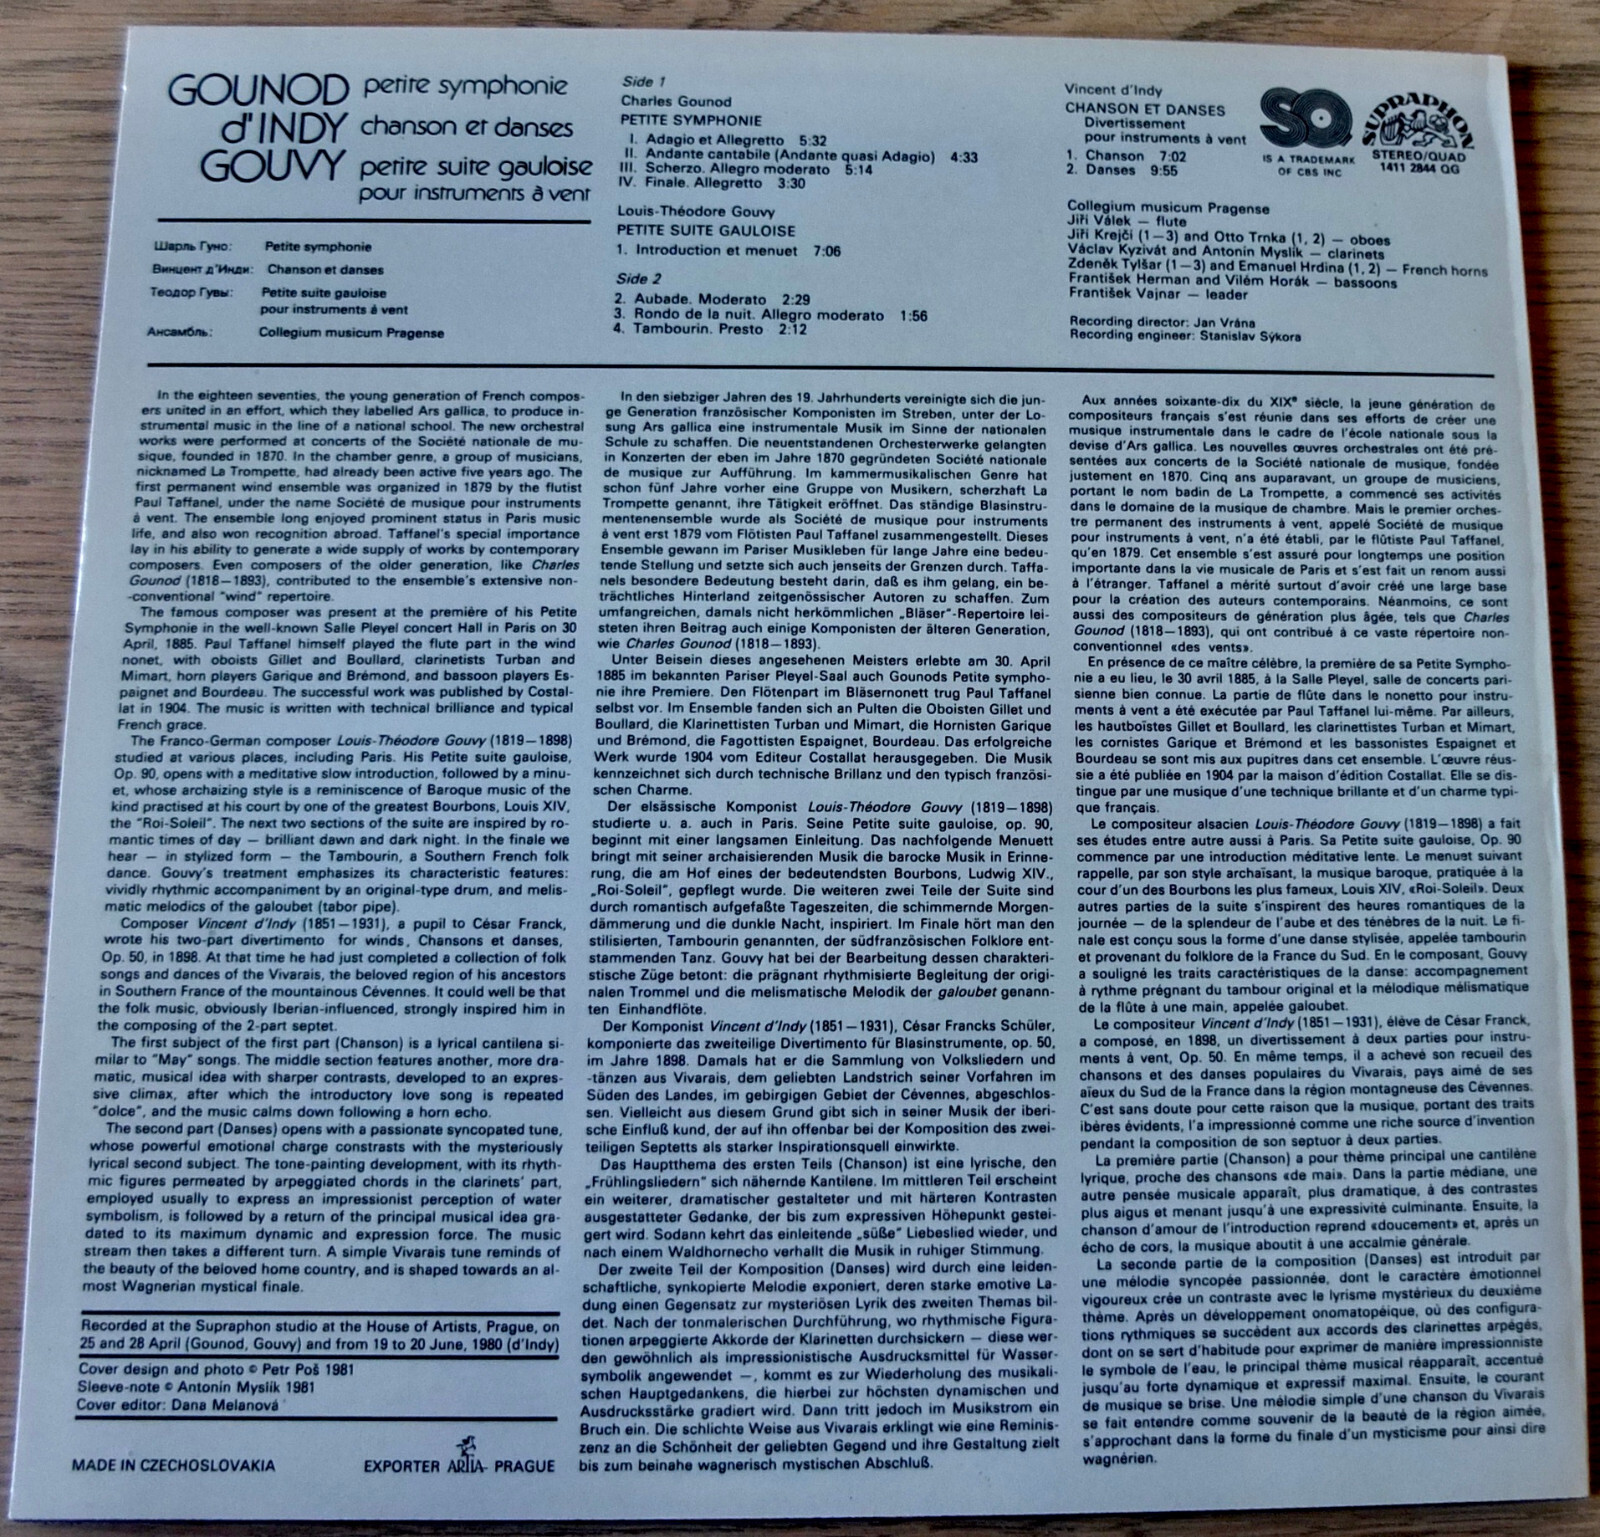 GOUNOD petite symphonie
d'INDY chanson et danses
GOUVY petite suite gauloise
pour instruments à vent
Шарль Гуно: Petite symphonie
Винцент д'Инди: Chanson et danses
Теодор Гувы: Petite suite gauloise
pour instruments à vent
Ансамбль: Collegium musicum Pragense
Side 1
Charles Gounod
PETITE SYMPHONIE
I. Adagio et Allegretto 5:32
II. Andante cantabile (Andante quasi Adagio) 4:33
III. Scherzo. Allegro moderato 5:14
IV. Finale. Allegretto 3:30
Louis-Théodore Gouvy
PETITE SUITE GAULOISE
1. Introduction et menuet 7:06
Side 2
2. Aubade. Moderato 2:29
3. Rondo de la nuit. Allegro moderato 1:56
4. Tambourin. Presto 2:12
Vincent d'Indy
CHANSON ET DANSES
Divertissement
pour instruments à vent
1. Chanson 7:02
2. Danses 9:55
SQ
IS A TRADEMARK
OF CBS INC
SUPRAPHON
STEREO/QUAD
1411 2844 QG
Collegium musicum Pragense
Jiří Válek — flute
Jiří Krejčí (1—3) and Otto Trnka (1, 2) — oboes
Václav Kyzivát and Antonín Myslík — clarinets
Zdeněk Tylšar (1—3) and Emanuel Hrdina (1, 2) — French horns
František Herman and Vilém Horák — bassoons
František Vajnar — leader
Recording director: Jan Vrána
Recording engineer: Stanislav Sýkora
In the eighteen seventies, the young generation of French compos-
ers united in an effort, which they labelled Ars gallica, to produce in-
strumental music in the line of a national school. The new orchestral
works were performed at concerts of the Société nationale de mu-
sique, founded in 1870. In the chamber genre, a group of musicians,
nicknamed La Trompette, had already been active five years ago. The
first permanent wind ensemble was organized in 1879 by the flutist
Paul Taffanel, under the name Société de musique pour instruments
á vent. The ensemble long enjoyed prominent status in Paris music
life, and also won recognition abroad. Taffanel's special importance
lay in his ability to generate a wide supply of works by contemporary
composers. Even composers of the older generation, like Charles
Gounod (1818—1893), contributed to the ensemble's extensive non-
-conventional "wind" repertoire.
The famous composer was present at the première of his Petite
Symphonie in the well-known Salle Pleyel concert Hall in Paris on 30
April, 1885. Paul Taffanel himself played the flute part in the wind
nonet, with oboists Gillet and Boullard, clarinetists Turban and
Mimart, horn players Garique and Brémond, and bassoon players Es-
paignet and Bourdeau. The successful work was published by Costal-
lat in 1904. The music is written with technical brilliance and typical
French grace.
The Franco-German composer Louis-Théodore Gouvy (1819—1898)
studied at various places, including Paris. His Petite suite gauloise,
Op. 90, opens with a meditative slow introduction, followed by a minu-
et, whose archaizing style is a reminiscence of Baroque music of the
kind practised at his court by one of the greatest Bourbons, Louis XIV,
the "Roi-Soleil". The next two sections of the suite are inspired by ro-
mantic times of day — brilliant dawn and dark night. In the finale we
hear — in stylized form — the Tambourin, a Southern French folk
dance. Gouvy's treatment emphasizes its characteristic features:
vividly rhythmic accompaniment by an original-type drum, and melis-
matic melodics of the galoubet (tabor pipe).
Composer Vincent d'Indy (1851—1931), a pupil to César Franck,
wrote his two-part divertimento for winds, Chansons et danses,
Op. 50, in 1898. At that time he had just completed a collection of folk
songs and dances of the Vivarais, the beloved region of his ancestors
in Southern France of the mountainous Cévennes. It could well be that
the folk music, obviously Iberian-influenced, strongly inspired him in
the composing of the 2-part septet.
The first subject of the first part (Chanson) is a lyrical cantilena si-
milar to "May" songs. The middle section features another, more dra-
matic, musical idea with sharper contrasts, developed to an expres-
sive climax, after which the introductory love song is repeated
"dolce", and the music calms down following a horn echo.
The second part (Danses) opens with a passionate syncopated tune,
whose powerful emotional charge constrasts with the mysteriously
lyrical second subject. The tone-painting development, with its rhyth-
mic figures permeated by arpeggiated chords in the clarinets' part,
employed usually to express an impressionist perception of water
symbolism, is followed by a return of the principal musical idea gra-
dated to its maximum dynamic and expression force. The music
stream then takes a different turn. A simple Vivarais tune reminds of
the beauty of the beloved home country, and is shaped towards an al-
most Wagnerian mystical finale.
Recorded at the Supraphon studio at the House of Artists, Prague, on
25 and 28 April (Gounod, Gouvy) and from 19 to 20 June, 1980 (d'Indy)
Cover design and photo © Petr Poš 1981
Sleeve-note © Antonín Myslík 1981
Cover editor: Dana Melanová
MADE IN CZECHOSLOVAKIA
EXPORTER ARTIA PRAGUE
In den siebziger Jahren des 19. Jahrhunderts vereinigte sich die jun-
ge Generation französischer Komponisten im Streben, unter der Lo-
sung Ars gallica eine instrumentale Musik im Sinne der nationalen
Schule zu schaffen. Die neuentstandenen Orchesterwerke gelangten
in Konzerten der eben im Jahre 1870 gegründeten Société nationale
de musique zur Aufführung. Im kammermusikalischen Genre hat
schon fünf Jahre vorher eine Gruppe von Musikern, scherzhaft La
Trompette genannt, ihre Tätigkeit eröffnet. Das ständige Blasinstru-
mentenensemble wurde als Société de musique pour instruments
à vent erst 1879 vom Flötisten Paul Taffanel zusammengestellt. Dieses
Ensemble gewann im Pariser Musikleben für lange Jahre eine bedeu-
tende Stellung und setzte sich auch jenseits der Grenzen durch. Taffa-
nels besondere Bedeutung besteht darin, daß es ihm gelang, ein be-
trächtliches Hinterland zeitgenössischer Autoren zu schaffen. Zum
umfangreichen, damals nicht herkömmlichen „Bläser"-Repertoire lei-
steten ihren Beitrag auch einige Komponisten der älteren Generation,
wie Charles Gounod (1818—1893).
Unter Beisein dieses angesehenen Meisters erlebte am 30. April
1885 im bekannten Pariser Pleyel-Saal auch Gounods Petite sympho-
nie ihre Premiere. Den Flötenpart im Bläsernonett trug Paul Taffanel
selbst vor. Im Ensemble fanden sich an Pulten die Oboisten Gillet und
Boullard, die Klarinettisten Turban und Mimart, die Hornisten Garique
und Brémond, die Fagottisten Espaignet, Bourdeau. Das erfolgreiche
Werk wurde 1904 vom Editeur Costallat herausgegeben. Die Musik
kennzeichnet sich durch technische Brillanz und den typisch französi-
schen Charme.
Der elsässische Komponist Louis-Théodore Gouvy (1819—1898)
studierte u. a. auch in Paris. Seine Petite suite gauloise, op. 90,
beginnt mit einer langsamen Einleitung. Das nachfolgende Menuett
bringt mit seiner archaisierenden Musik die barocke Musik in Erinne-
rung, die am Hof eines der bedeutendsten Bourbons, Ludwig XIV.,
„Roi-Soleil", gepflegt wurde. Die weiteren zwei Teile der Suite sind
durch romantisch aufgefaßte Tageszeiten, die schimmernde Morgen-
dämmerung und die dunkle Nacht, inspiriert. Im Finale hört man den
stilisierten, Tambourin genannten, der südfranzösischen Folklore ent-
stammenden Tanz. Gouvy hat bei der Bearbeitung dessen charakteri-
stische Züge betont: die prägnant rhythmisierte Begleitung der origi-
nalen Trommel und die melismatische Melodik der galoubet genann-
ten Einhandflöte.
Der Komponist Vincent d'Indy (1851—1931), César Francks Schüler,
komponierte das zweiteilige Divertimento für Blasinstrumente, op. 50,
im Jahre 1898. Damals hat er die Sammlung von Volksliedern und
-tänzen aus Vivarais, dem geliebten Landstrich seiner Vorfahren im
Süden des Landes, im gebirgigen Gebiet der Cévennes, abgeschlos-
sen. Vielleicht aus diesem Grund gibt sich in seiner Musik der iberi-
sche Einfluß kund, der auf ihn offenbar bei der Komposition des zwei-
teiligen Septetts als starker Inspirationsquell einwirkte.
Das Hauptthema des ersten Teils (Chanson) ist eine lyrische, den
„Frühlingsliedern" sich nähernde Kantilene. Im mittleren Teil erscheint
ein weiterer, dramatischer gestalteter und mit härteren Kontrasten
ausgestatteter Gedanke, der bis zum expressiven Höhepunkt gestei-
gert wird. Sodann kehrt das einleitende „süße" Liebeslied wieder, und
nach einem Waldhornecho verhallt die Musik in ruhiger Stimmung.
Der zweite Teil der Komposition (Danses) wird durch eine leiden-
schaftliche, synkopierte Melodie exponiert, deren starke emotive La-
dung einen Gegensatz zur mysteriösen Lyrik des zweiten Themas bil-
det. Nach der tonmalerischen Durchführung, wo rhythmische Figura-
tionen arpeggierte Akkorde der Klarinetten durchsickern — diese wer-
den gewöhnlich als impressionistische Ausdrucksmittel für Wasser-
symbolik angewendet —, kommt es zur Wiederholung des musikali-
schen Hauptgedankens, die hierbei zur höchsten dynamischen und
Ausdrucksstärke gradiert wird. Dann tritt jedoch im Musikstrom ein
Bruch ein. Die schlichte Weise aus Vivarais erklingt wie eine Reminis-
zenz an die Schönheit der geliebten Gegend und ihre Gestaltung zielt
bis zum beinahe wagnerisch mystischen Abschluß.
Aux années soixante-dix du XIXᵉ siècle, la jeune génération de
compositeurs français s'est réunie dans ses efforts de créer une
musique instrumentale dans le cadre de l'école nationale sous la
devise d'Ars gallica. Les nouvelles œuvres orchestrales ont été pré-
sentées aux concerts de la Société nationale de musique, fondée
justement en 1870. Cinq ans auparavant, un groupe de musiciens,
portant le nom badin de La Trompette, a commencé ses activités
dans le domaine de la musique de chambre. Mais le premier orches-
tre permanent des instruments à vent, appelé Société de musique
pour instruments à vent, n'a été établi, par le flûtiste Paul Taffanel,
qu'en 1879. Cet ensemble s'est assuré pour longtemps une position
importante dans la vie musicale de Paris et s'est fait un renom aussi
à l'étranger. Taffanel a mérité surtout d'avoir créé une large base
pour la création des auteurs contemporains. Néanmoins, ce sont
aussi des compositeurs de génération plus âgée, tels que Charles
Gounod (1818—1893), qui ont contribué à ce vaste répertoire non-
conventionnel «des vents».
En présence de ce maître célèbre, la première de sa Petite Sympho-
nie a eu lieu, le 30 avril 1885, à la Salle Pleyel, salle de concerts pari-
sienne bien connue. La partie de flûte dans le nonetto pour instru-
ments à vent a été exécutée par Paul Taffanel lui-même. Par ailleurs,
les hautboïstes Gillet et Boullard, les clarinettistes Turban et Mimart,
les cornistes Garique et Brémond et les bassonistes Espaignet et
Bourdeau se sont mis aux pupitres dans cet ensemble. L'œuvre réus-
sie a été publiée en 1904 par la maison d'édition Costallat. Elle se dis-
tingue par une musique d'une technique brillante et d'un charme typi-
que français.
Le compositeur alsacien Louis-Théodore Gouvy (1819—1898) a fait
ses études entre autre aussi à Paris. Sa Petite suite gauloise, Op. 90
commence par une introduction méditative lente. Le menuet suivant
rappelle, par son style archaïsant, la musique baroque, pratiquée à la
cour d'un des Bourbons les plus fameux, Louis XIV, «Roi-Soleil». Deux
autres parties de la suite s'inspirent des heures romantiques de la
journée — de la splendeur de l'aube et des ténèbres de la nuit. Le fi-
nale est conçu sous la forme d'une danse stylisée, appelée tambourin
et provenant du folklore de la France du Sud. En le composant, Gouvy
a souligné les traits caractéristiques de la danse: accompagnement
à rythme prégnant du tambour original et la mélodique mélismatique
de la flûte à une main, appelée galoubet.
Le compositeur Vincent d'Indy (1851—1931), élève de César Franck,
a composé, en 1898, un divertissement à deux parties pour instru-
ments à vent, Op. 50. En même temps, il a achevé son recueil des
chansons et des danses populaires du Vivarais, pays aimé de ses
aïeux du Sud de la France dans la région montagneuse des Cévennes.
C'est sans doute pour cette raison que la musique, portant des traits
ibères évidents, l'a impressionné comme une riche source d'invention
pendant la composition de son septuor à deux parties.
La première partie (Chanson) a pour thème principal une cantilène
lyrique, proche des chansons «de mai». Dans la partie médiane, une
autre pensée musicale apparaît, plus dramatique, à des contrastes
plus aigus et menant jusqu'à une expressivité culminante. Ensuite, la
chanson d'amour de l'introduction reprend «doucement» et, après un
écho de cors, la musique aboutit à une accalmie générale.
La seconde partie de la composition (Danses) est introduit par
une mélodie syncopée passionnée, dont le caractère émotionnel
vigoureux crée un contraste avec le lyrisme mystérieux du deuxième
thème. Après un développement onomatopéique, où des configura-
tions rythmiques se succèdent aux accords des clarinettes arpégés,
dont on se sert d'habitude pour exprimer de manière impressionniste
le symbole de l'eau, le principal thème musical réapparaît, accentué
jusqu'au forte dynamique et expressif maximal. Ensuite, le courant
de musique se brise. Une mélodie simple d'une chanson du Vivarais
se fait entendre comme souvenir de la beauté de la région aimée,
s'approchant dans la forme du finale d'un mysticisme pour ainsi dire
wagnérien.